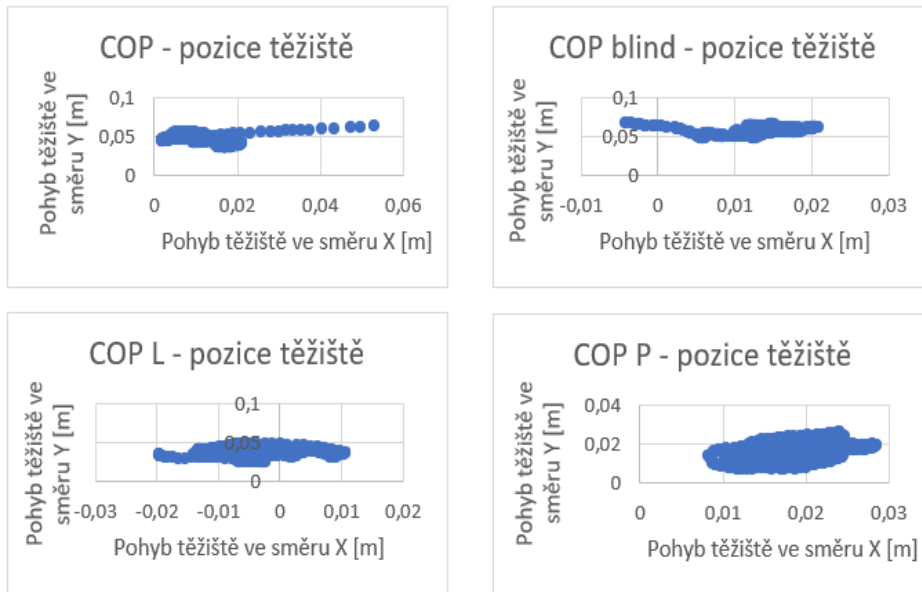 COP - pozice těžiště
Pohyb těžiště ve
směru Y [m]
0,1
0,05
0
0 0,02 0,04 0,06
Pohyb těžiště ve směru X [m]
COP blind - pozice těžiště
Pohyb těžiště ve
směru Y [m]
0,1
0,05
0
-0,01 0 0,01 0,02 0,03
Pohyb těžiště ve směru X [m]
COP L - pozice těžiště
Pohyb těžiště ve
směru Y [m]
0,1
0,05
0
-0,03 -0,02 -0,01 0 0,01 0,02
Pohyb těžiště ve směru X [m]
COP P - pozice těžiště
Pohyb těžiště ve
směru Y [m]
0,04
0,02
0
0 0,01 0,02 0,03
Pohyb těžiště ve směru X [m]